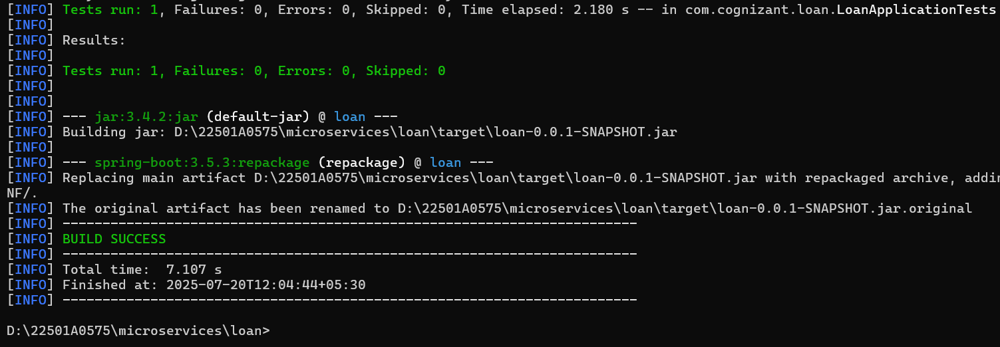 [INFO] Tests run: 1, Failures: 0, Errors: 0, Skipped: 0, Time elapsed: 2.180 s -- in com.cognizant.loan.LoanApplicationTests
[INFO]
[INFO] Results:
[INFO]
[INFO] Tests run: 1, Failures: 0, Errors: 0, Skipped: 0
[INFO]
[INFO]
[INFO] --- jar:3.4.2:jar (default-jar) @ loan ---
[INFO] Building jar: D:\22501A0575\microservices\loan\target\loan-0.0.1-SNAPSHOT.jar
[INFO]
[INFO] --- spring-boot:3.5.3:repackage (repackage) @ loan ---
[INFO] Replacing main artifact D:\22501A0575\microservices\loan\target\loan-0.0.1-SNAPSHOT.jar with repackaged archive,
NF/.
[INFO] The original artifact has been renamed to D:\22501A0575\microservices\loan\target\loan-0.0.1-SNAPSHOT.jar.original
[INFO] ------------------------------------------------------------------------
[INFO] BUILD SUCCESS
[INFO] ------------------------------------------------------------------------
[INFO] Total time:  7.107 s
[INFO] Finished at: 2025-07-20T12:04:44+05:30
[INFO] ------------------------------------------------------------------------
D:\22501A0575\microservices\loan>